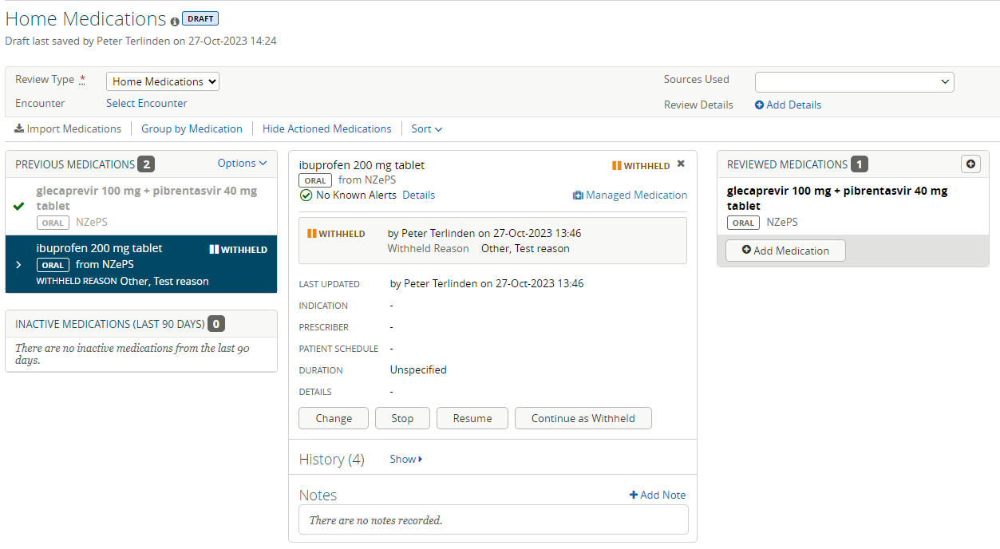 Home Medications DRAFT
Draft last saved by Peter Terlinden on 27-Oct-2023 14:24
Review Type * Home Medications
Sources Used
Encounter Select Encounter
Review Details Add Details
Import Medications Group by Medication Hide Actioned Medications Sort
PREVIOUS MEDICATIONS 2 Options
glecaprevir 100 mg + pibrentasvir 40 mg
tablet
ORAL NZePS
ibuprofen 200 mg tablet WITHHELD
ORAL from NZePS
WITHHELD REASON Other, Test reason
INACTIVE MEDICATIONS (LAST 90 DAYS) 0
There are no inactive medications from the last 90
days.
ibuprofen 200 mg tablet WITHHELD
ORAL from NZePS
No Known Alerts Details Managed Medication
WITHHELD by Peter Terlinden on 27-Oct-2023 13:46
Withheld Reason Other, Test reason
LAST UPDATED by Peter Terlinden on 27-Oct-2023 13:46
INDICATION -
PRESCRIBER -
PATIENT SCHEDULE -
DURATION Unspecified
DETAILS -
Change Stop Resume Continue as Withheld
History (4) Show
Notes Add Note
There are no notes recorded.
REVIEWED MEDICATIONS 1
glecaprevir 100 mg + pibrentasvir 40 mg
tablet
ORAL NZePS
Add Medication